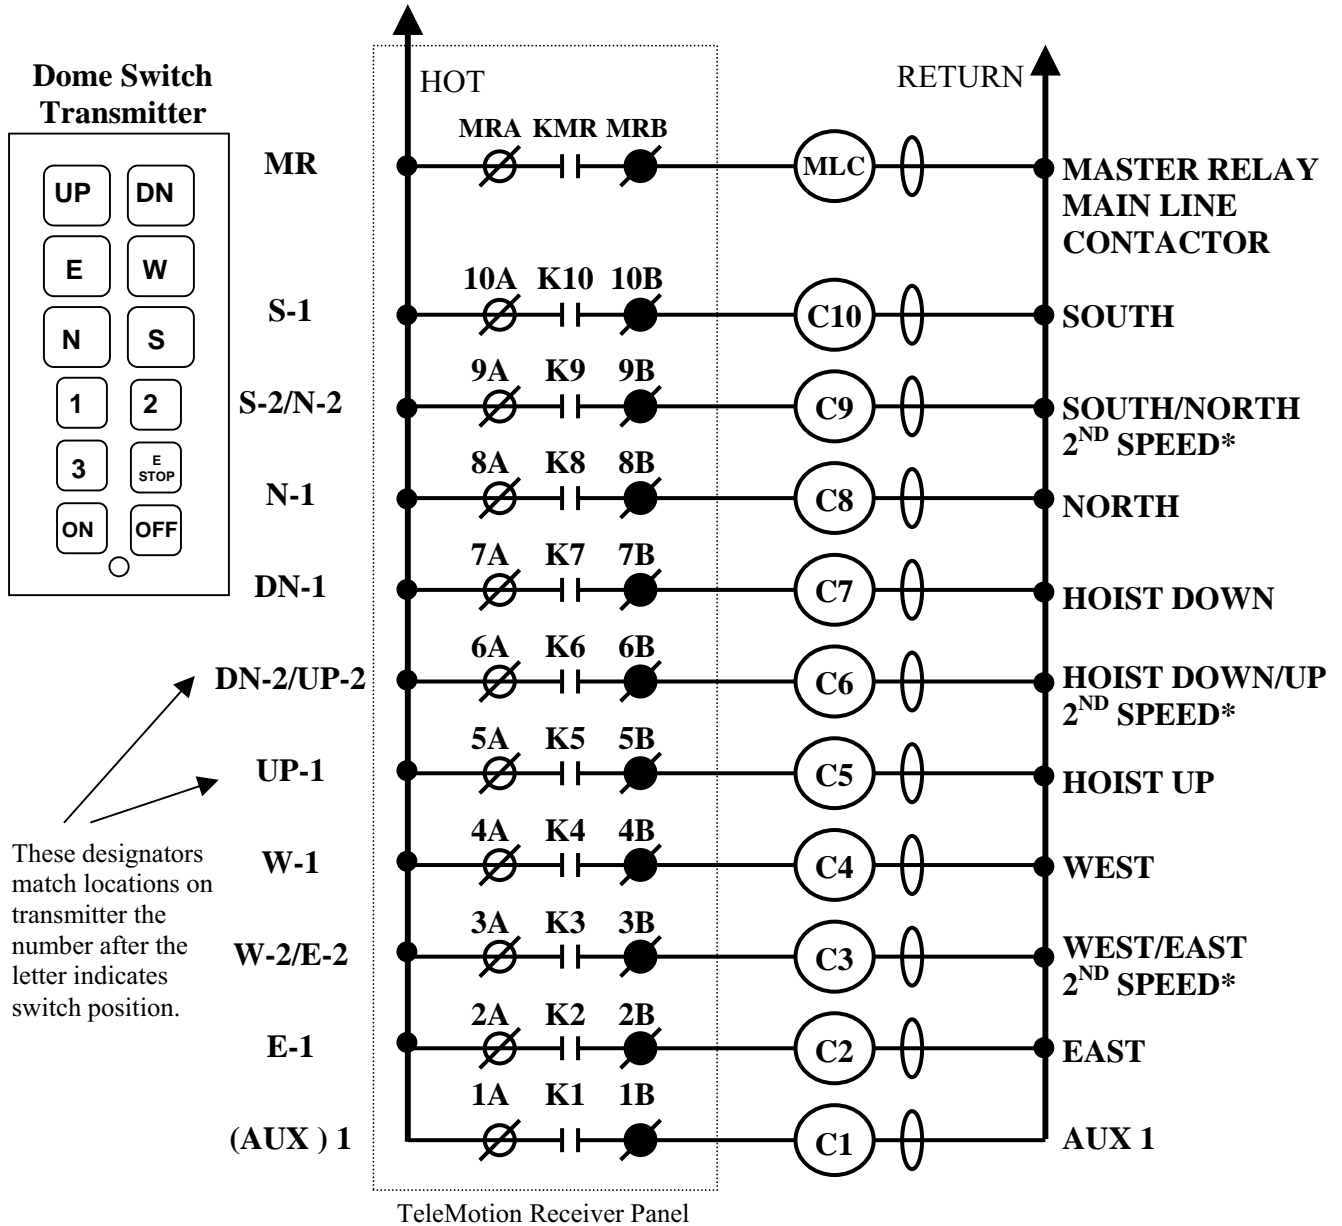 Dome Switch
Transmitter
UP DN
E W
N S
1 2
3 E
STOP
ON OFF
HOT
RETURN
MR MRA KMR MRB MLC MASTER RELAY
MAIN LINE
CONTACTOR
S-1 10A K10 10B C10 SOUTH
S-2/N-2 9A K9 9B C9 SOUTH/NORTH
2ND SPEED*
N-1 8A K8 8B C8 NORTH
DN-1 7A K7 7B C7 HOIST DOWN
DN-2/UP-2 6A K6 6B C6 HOIST DOWN/UP
2ND SPEED*
UP-1 5A K5 5B C5 HOIST UP
W-1 4A K4 4B C4 WEST
W-2/E-2 3A K3 3B C3 WEST/EAST
2ND SPEED*
E-1 2A K2 2B C2 EAST
(AUX ) 1 1A K1 1B C1 AUX 1
These designators
match locations on
transmitter the
number after the
letter indicates
switch position.
TeleMotion Receiver Panel